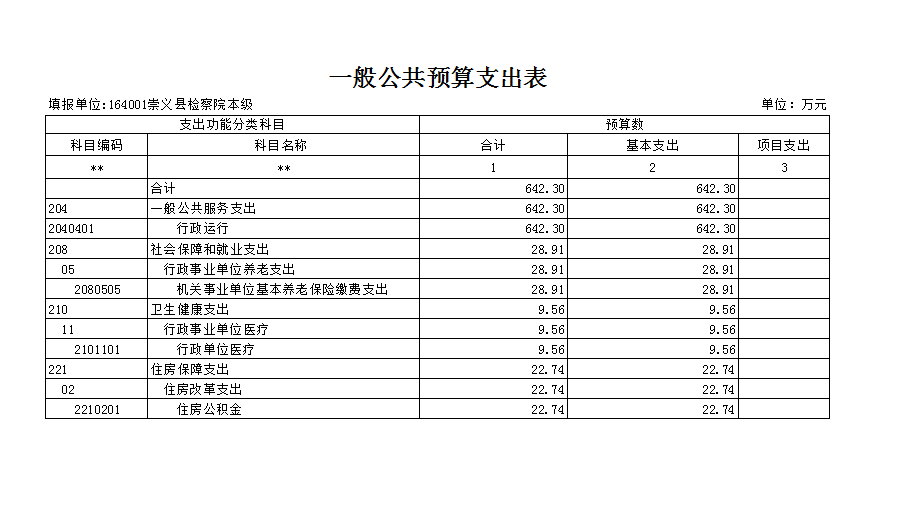 一般公共预算支出表
填报单位:164001崇义县检察院本级 单位：万元
支出功能分类科目 预算数
科目编码 科目名称 合计 基本支出 项目支出
** ** 1 2 3
合计 642.30 642.30
204 一般公共服务支出 642.30 642.30
2040401 行政运行 642.30 642.30
208 社会保障和就业支出 28.91 28.91
05 行政事业单位养老支出 28.91 28.91
2080505 机关事业单位基本养老保险缴费支出 28.91 28.91
210 卫生健康支出 9.56 9.56
11 行政事业单位医疗 9.56 9.56
2101101 行政单位医疗 9.56 9.56
221 住房保障支出 22.74 22.74
02 住房改革支出 22.74 22.74
2210201 住房公积金 22.74 22.74